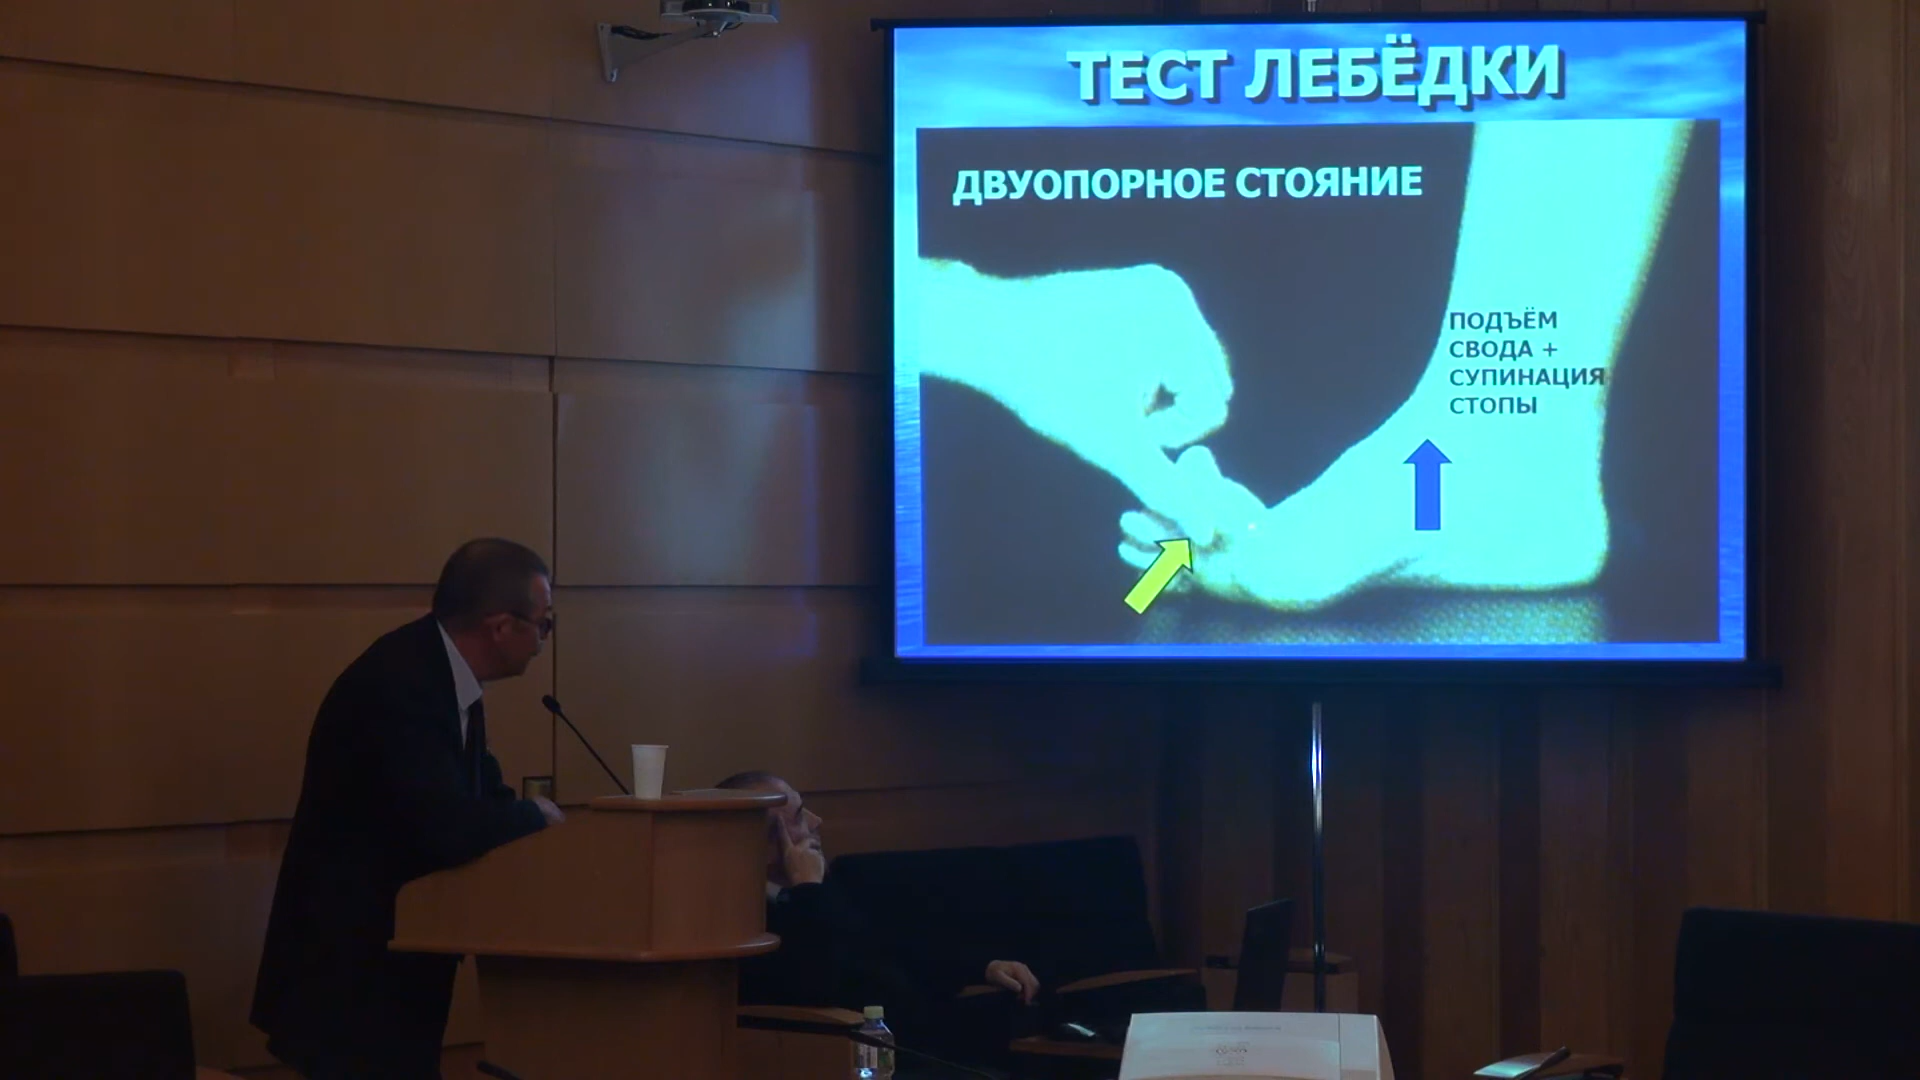 ТЕСТ ЛЕБЁДКИ
ДВУОПОРНОЕ СТОЯНИЕ
ПОДЪЁМ
СВОДА +
СУПИНАЦИЯ
СТОПЫ